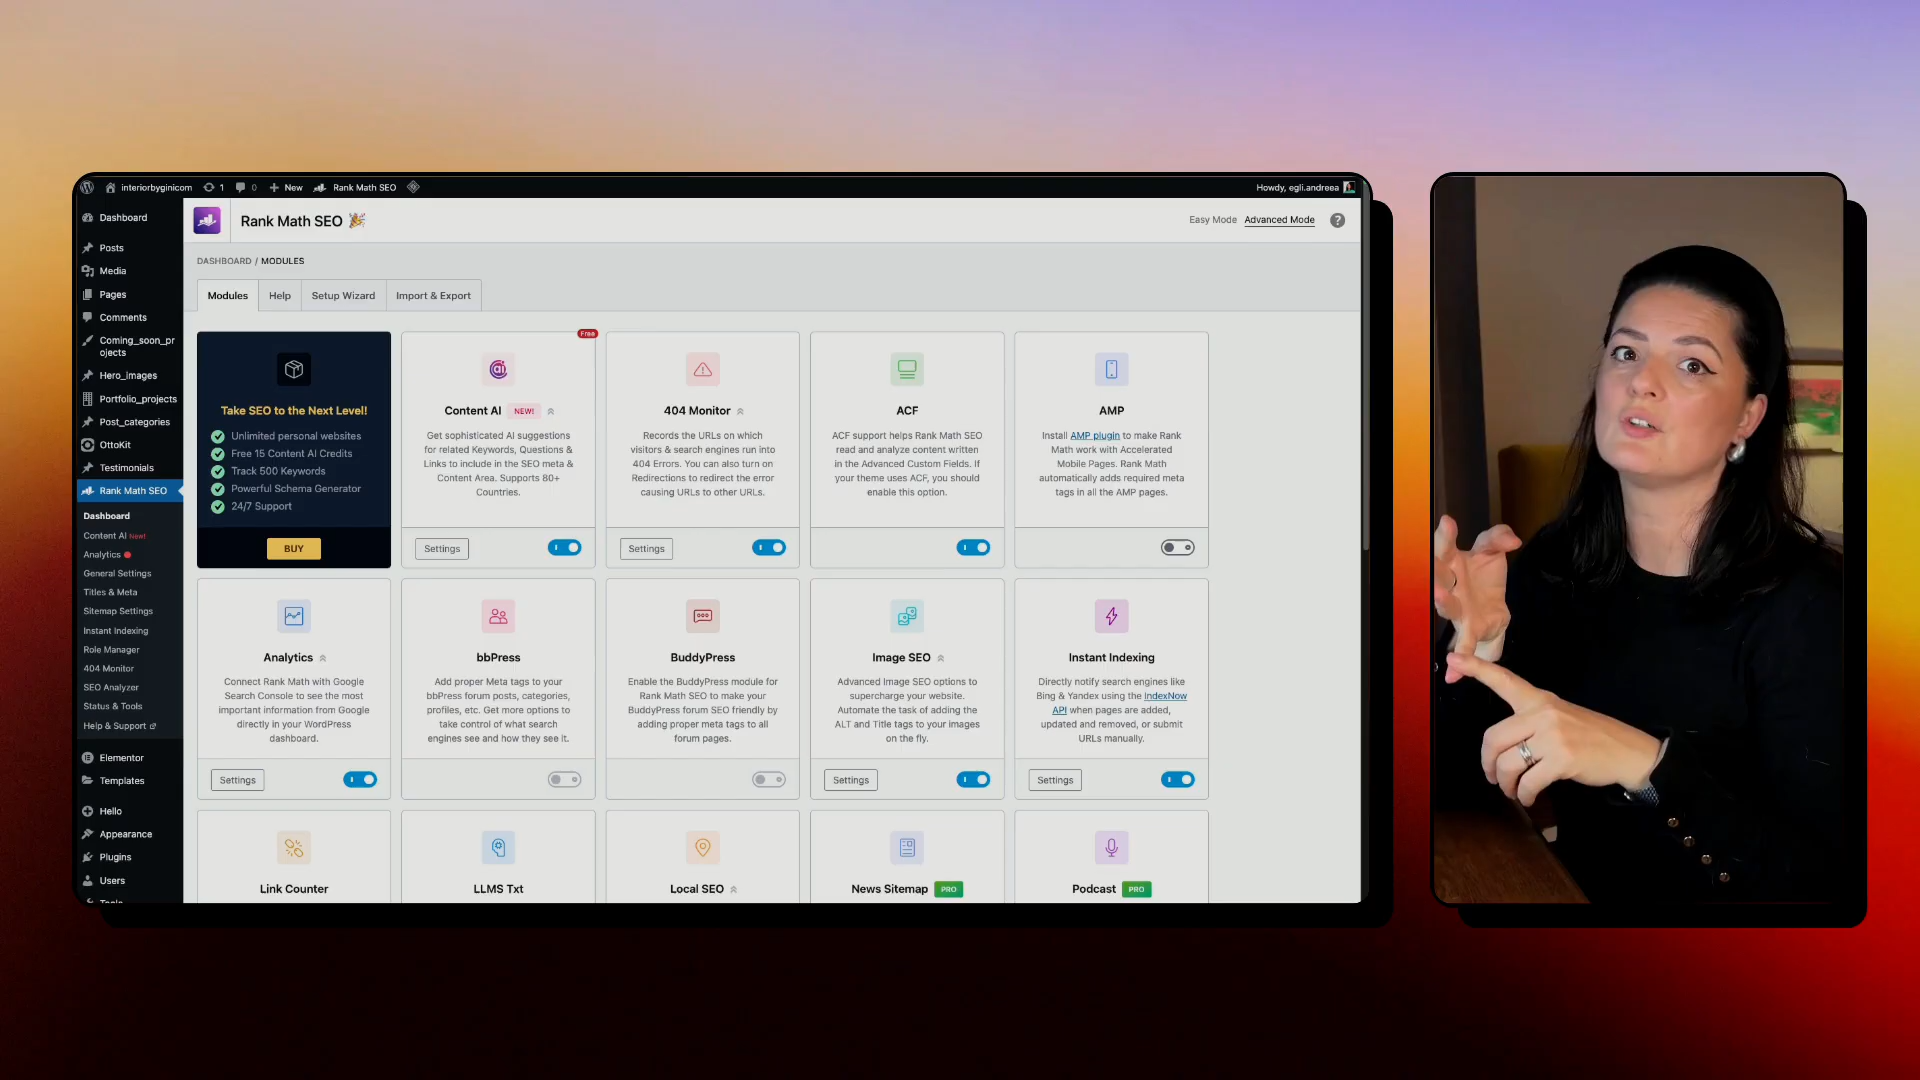 interiorbyginicom
1
0
New
Rank Math SEO
Howdy, egli.andreea
Dashboard
Posts
Media
Pages
Comments
Coming_soon_pr
ojects
Hero_images
Portfolio_projects
Post_categories
OttoKit
Testimonials
Rank Math SEO
Dashboard
Content AI New!
Analytics
General Settings
Titles & Meta
Sitemap Settings
Instant Indexing
Role Manager
404 Monitor
SEO Analyzer
Status & Tools
Help & Support
Elementor
Templates
Hello
Appearance
Plugins
Users
Rank Math SEO
Easy Mode
Advanced Mode
?
DASHBOARD / MODULES
Modules
Help
Setup Wizard
Import & Export
Take SEO to the Next Level!
Unlimited personal websites
Free 15 Content AI Credits
Track 500 Keywords
Powerful Schema Generator
24/7 Support
BUY
Free
Content AI NEW!
Get sophisticated AI suggestions
for related Keywords, Questions &
Links to include in the SEO meta &
Content Area. Supports 80+
Countries.
Settings
404 Monitor
Records the URLs on which
visitors & search engines run into
404 Errors. You can also turn on
Redirections to redirect the error
causing URLs to other URLs.
Settings
ACF
ACF support helps Rank Math SEO
read and analyze content written
in the Advanced Custom Fields. If
your theme uses ACF, you should
enable this option.
AMP
Install AMP plugin to make Rank
Math work with Accelerated
Mobile Pages. Rank Math
automatically adds required meta
tags in all the AMP pages.
Analytics
Connect Rank Math with Google
Search Console to see the most
important information from Google
directly in your WordPress
dashboard.
Settings
bbPress
Add proper Meta tags to your
bbPress forum posts, categories,
profiles, etc. Get more options to
take control of what search
engines see and how they see it.
BuddyPress
Enable the BuddyPress module for
Rank Math SEO to make your
BuddyPress forum SEO friendly by
adding proper meta tags to all
forum pages.
Image SEO
Advanced Image SEO options to
supercharge your website.
Automate the task of adding the
ALT and Title tags to your images
on the fly.
Settings
Instant Indexing
Directly notify search engines like
Bing & Yandex using the IndexNow
API when pages are added,
updated and removed, or submit
URLs manually.
Settings
Link Counter
LLMS Txt
Local SEO
News Sitemap PRO
Podcast PRO